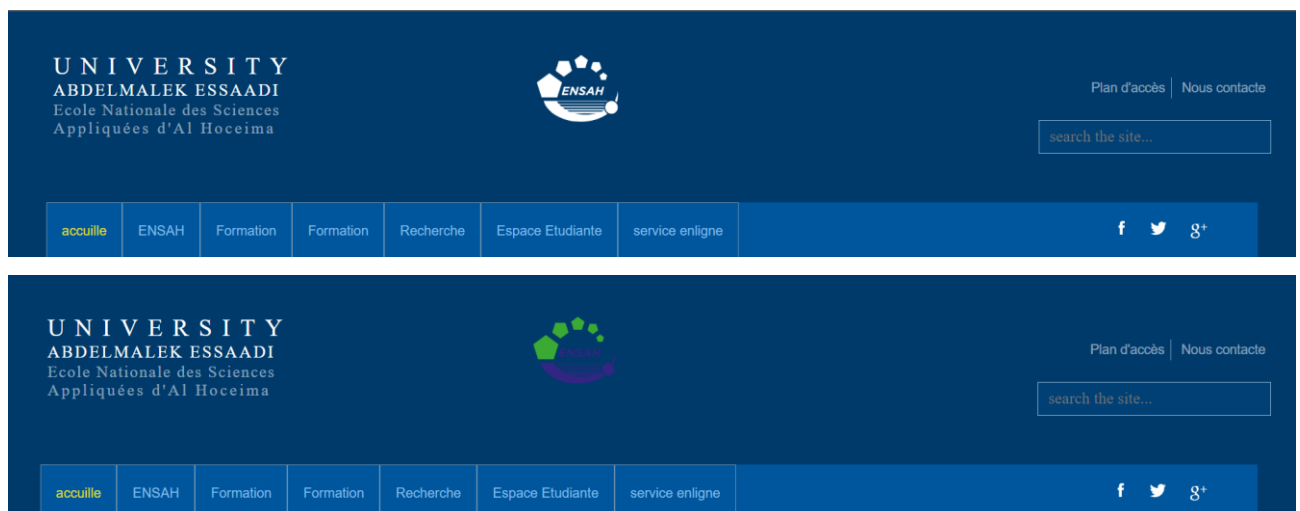 UNIVERSITY
ABDELMALEK ESSAADI
Ecole Nationale des Sciences
Appliquées d'Al Hoceima
ENSAH
Plan d'accès Nous contacte
search the site...
accuille ENSAH Formation Formation Recherche Espace Etudiante service enligne f g+
UNIVERSITY
ABDELMALEK ESSAADI
Ecole Nationale des Sciences
Appliquées d'Al Hoceima
ENSAH
Plan d'accès Nous contacte
search the site...
accuille ENSAH Formation Formation Recherche Espace Etudiante service enligne f g+